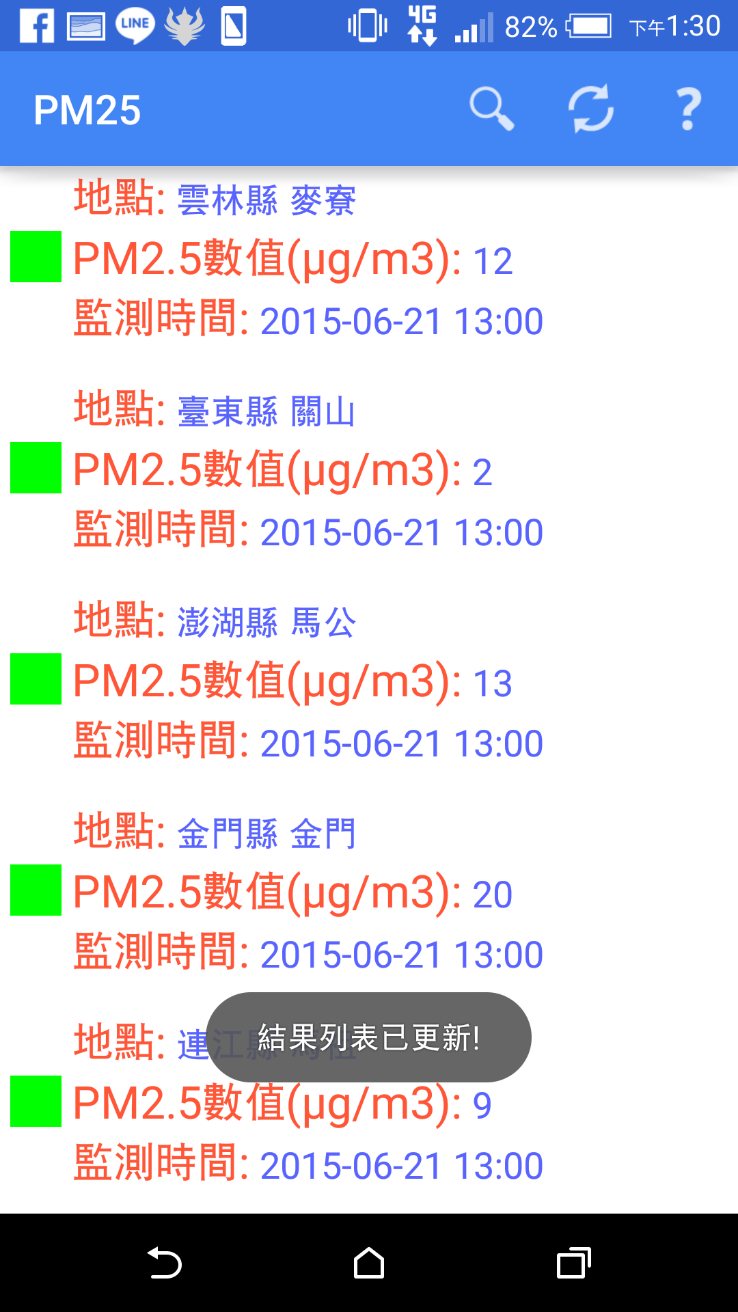 LINE
4G
82%
下午1:30
PM25
?
地點: 雲林縣 麥寮
PM2.5數值(μg/m3): 12
監測時間: 2015-06-21 13:00
地點: 臺東縣 關山
PM2.5數值(μg/m3): 2
監測時間: 2015-06-21 13:00
地點: 澎湖縣 馬公
PM2.5數值(μg/m3): 13
監測時間: 2015-06-21 13:00
地點: 金門縣 金門
PM2.5數值(μg/m3): 20
監測時間: 2015-06-21 13:00
地點: 連江縣 馬祖
結果列表已更新!
PM2.5數值(μg/m3): 9
監測時間: 2015-06-21 13:00